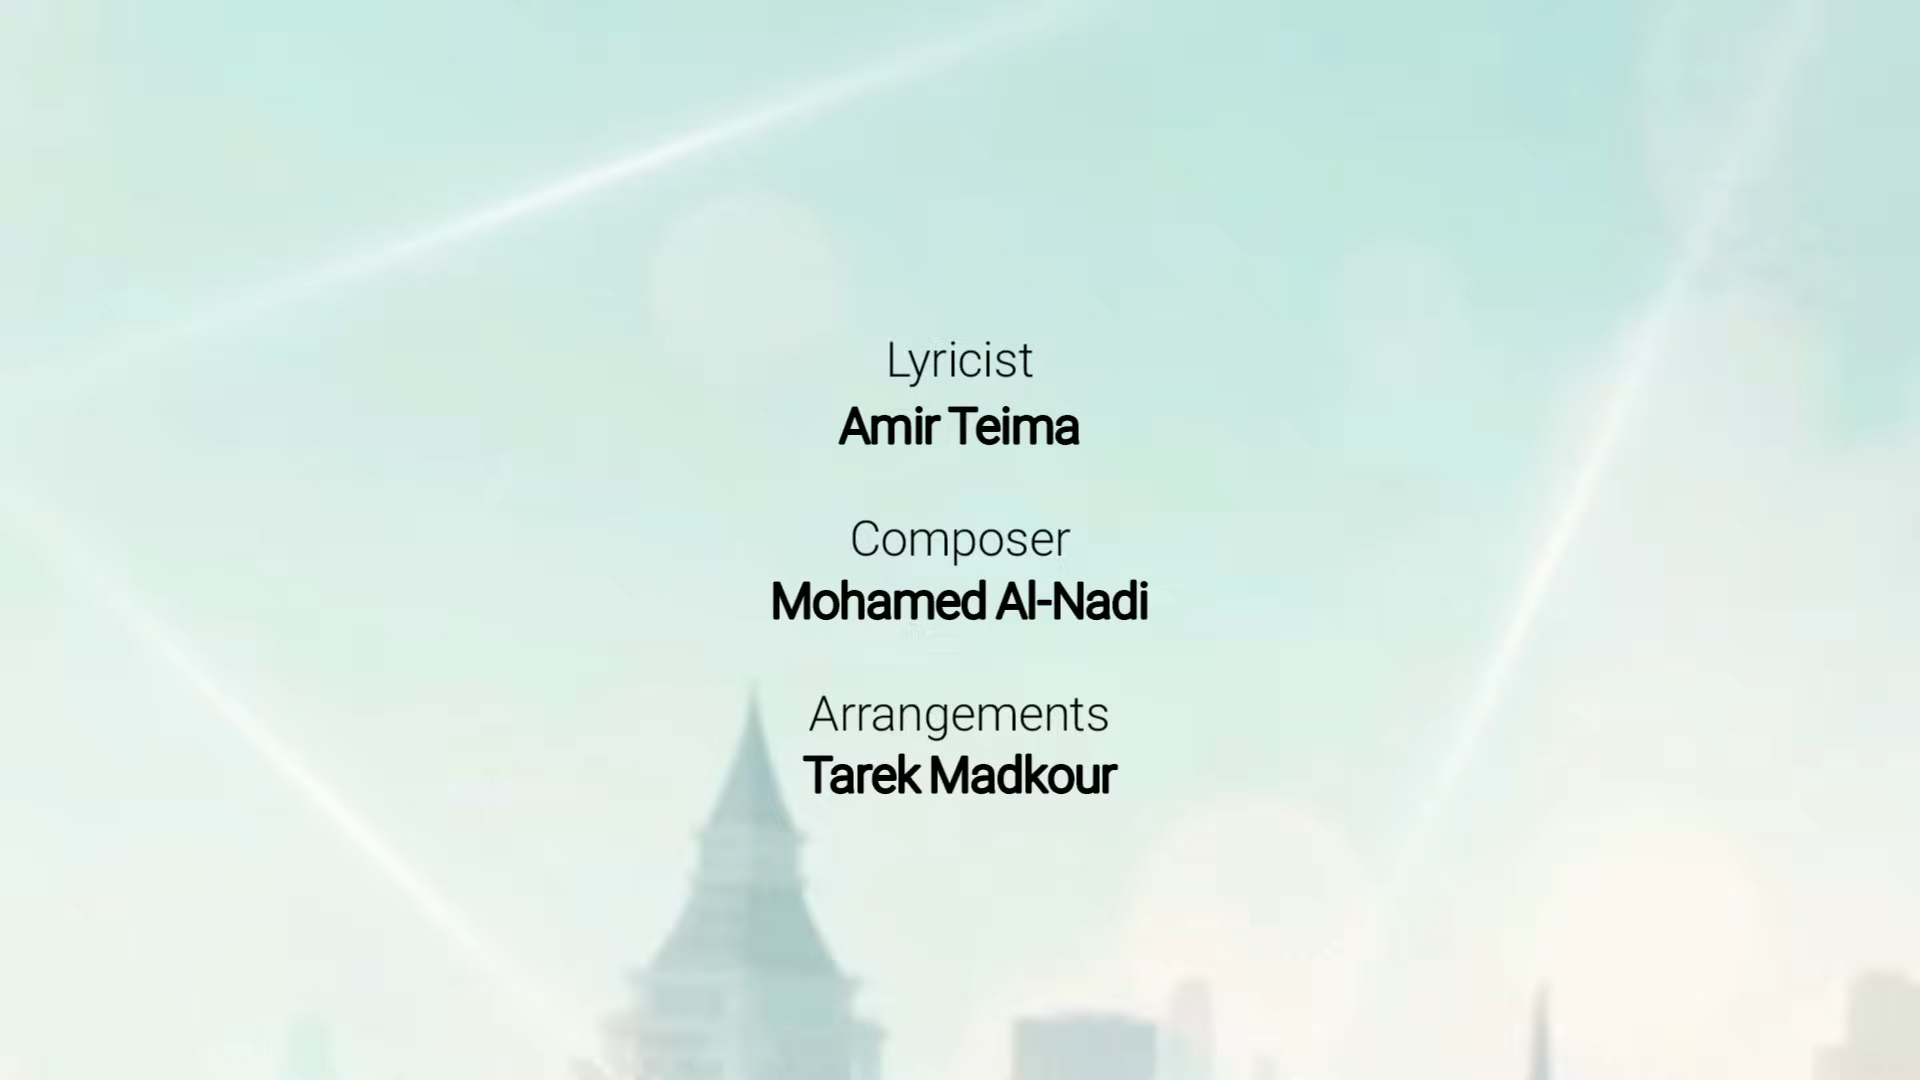 Lyricist
Amir Teima
Composer
Mohamed Al-Nadi
Arrangements
Tarek Madkour